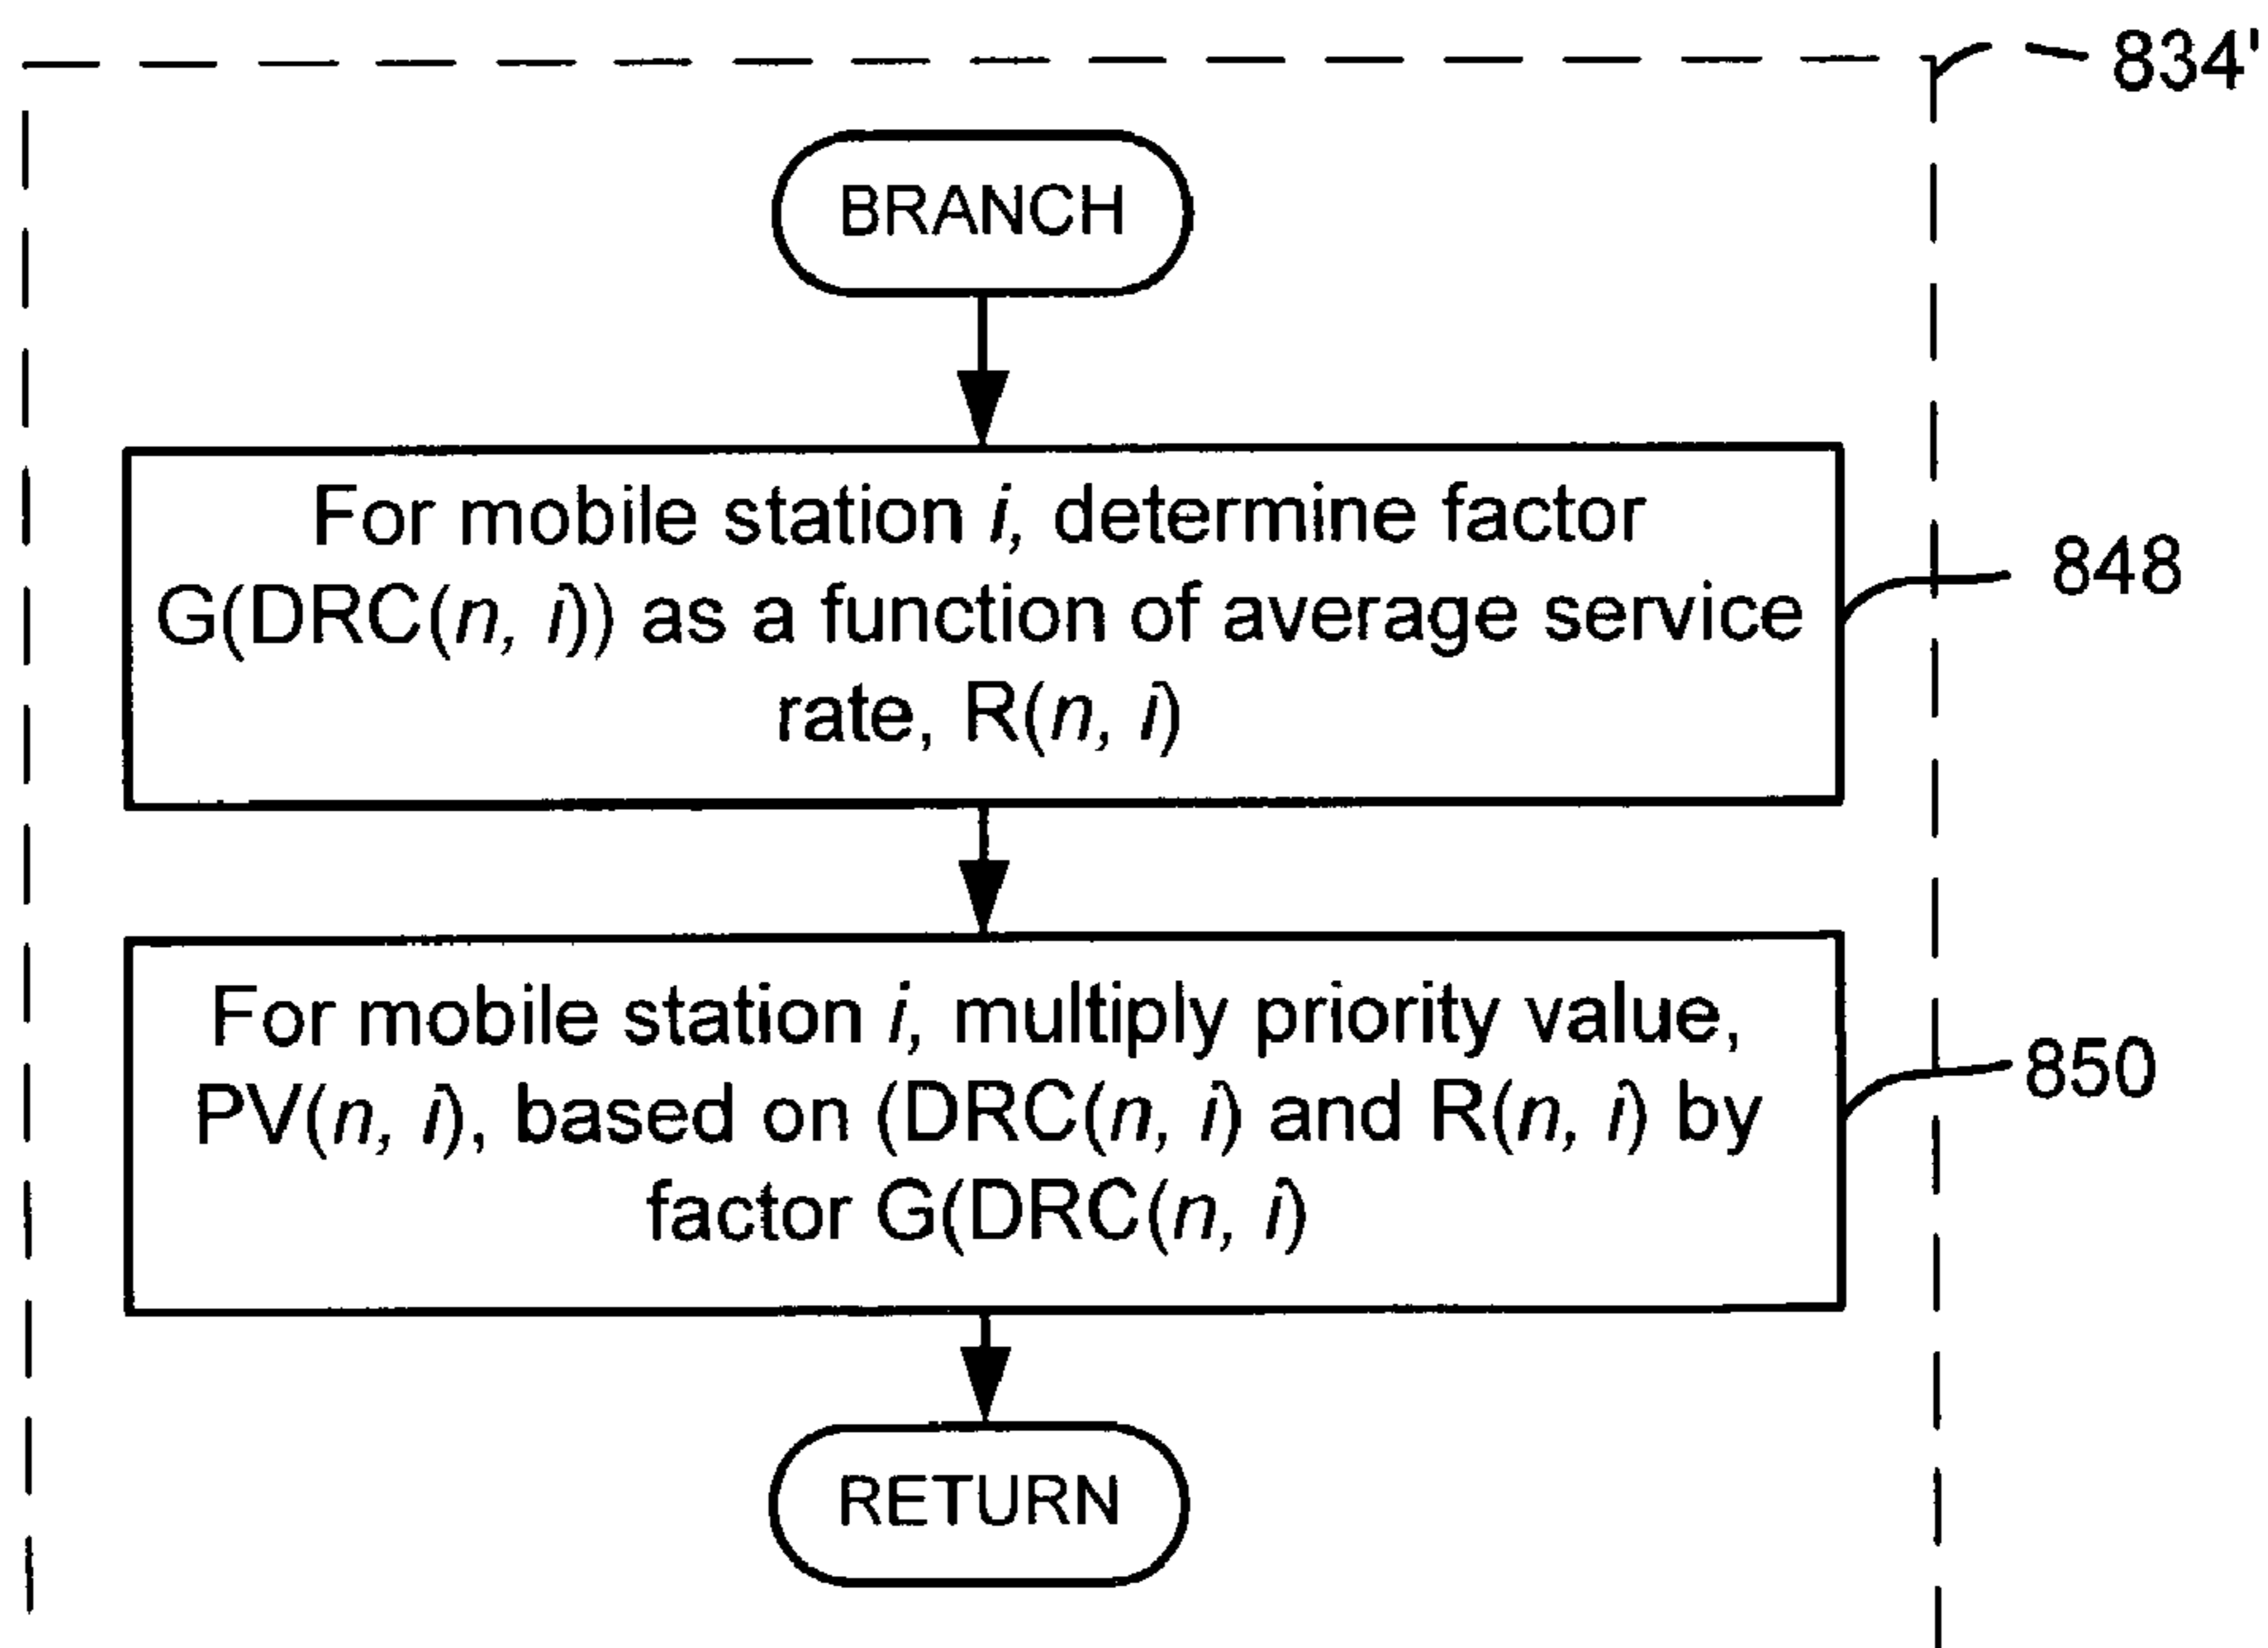 834'
BRANCH
For mobile station i, determine factor
G(DRC(n, i)) as a function of average service
rate, R(n, i)
848
For mobile station i, multiply priority value,
PV(n, i), based on (DRC(n, i) and R(n, i) by
factor G(DRC(n, i)
850
RETURN